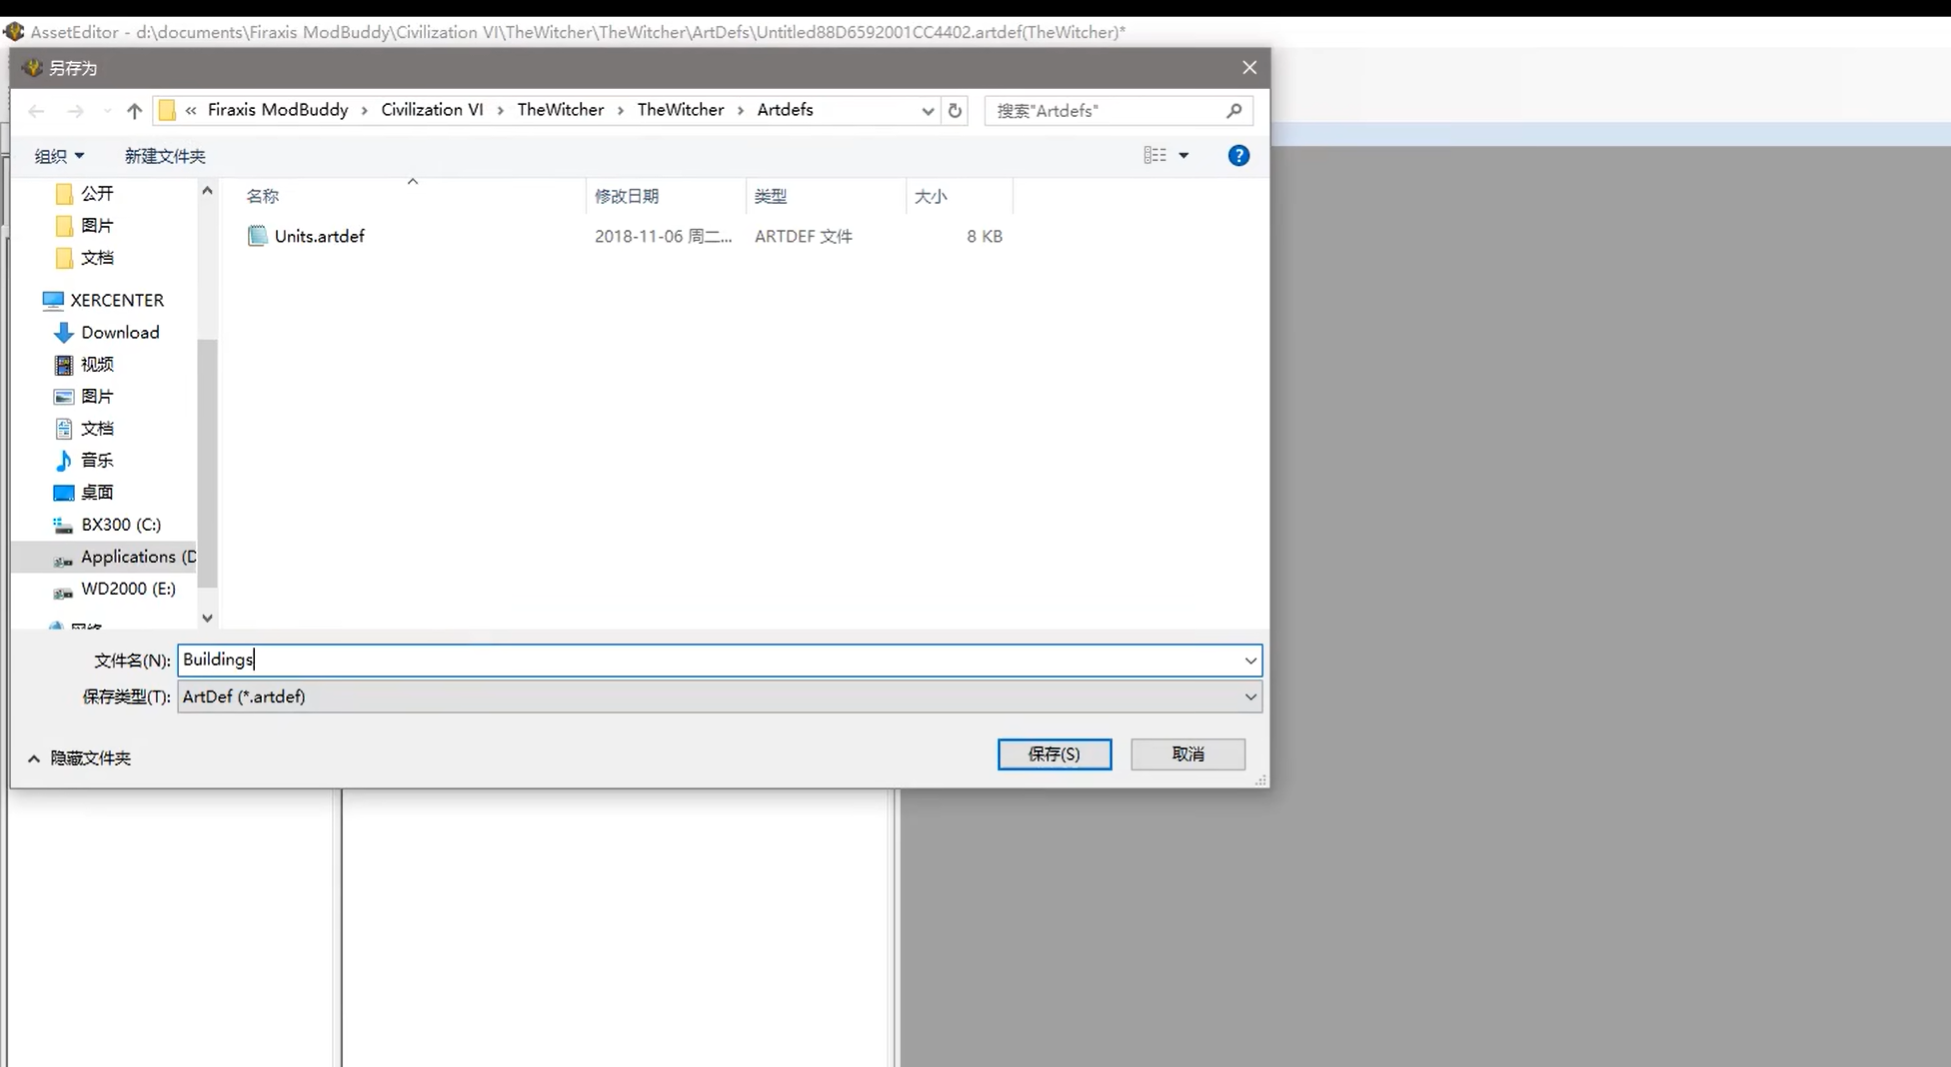 AssetEditor - d:\documents\Firaxis ModBuddy\Civilization VI\TheWitcher\TheWitcher\ArtDefs\Untitled88D6592001CC4402.artdef(TheWitcher)*
另存为
« Firaxis ModBuddy › Civilization VI › TheWitcher › TheWitcher › Artdefs
搜索"Artdefs"
组织 新建文件夹
公开
图片
文档
XERCENTER
Download
视频
图片
文档
音乐
桌面
BX300 (C:)
Applications (D
WD2000 (E:)
网络
名称 修改日期 类型 大小
Units.artdef 2018-11-06 周二... ARTDEF 文件 8 KB
文件名(N): Buildings
保存类型(T): ArtDef (*.artdef)
隐藏文件夹
保存(S) 取消